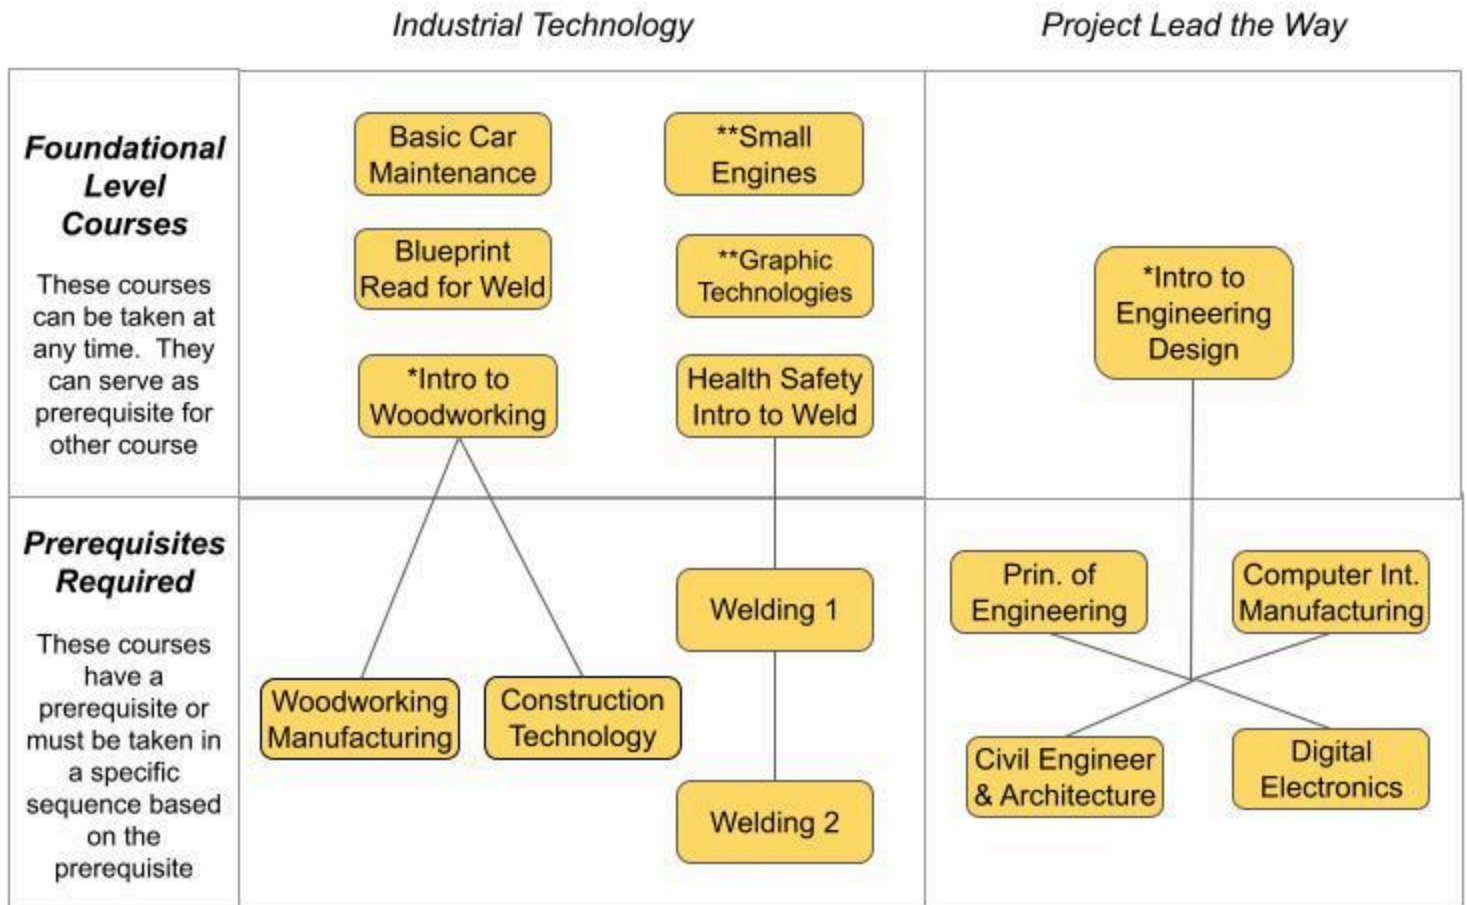 Industrial Technology
Project Lead the Way
Foundational
Level
Courses
These courses
can be taken at
any time. They
can serve as
prerequisite for
other course
Basic Car
Maintenance
**Small
Engines
Blueprint
Read for Weld
**Graphic
Technologies
*Intro to
Woodworking
Health Safety
Intro to Weld
*Intro to
Engineering
Design
Prerequisites
Required
These courses
have a
prerequisite or
must be taken in
a specific
sequence based
on the
prerequisite
Woodworking
Manufacturing
Construction
Technology
Welding 1
Welding 2
Prin. of
Engineering
Computer Int.
Manufacturing
Civil Engineer
& Architecture
Digital
Electronics